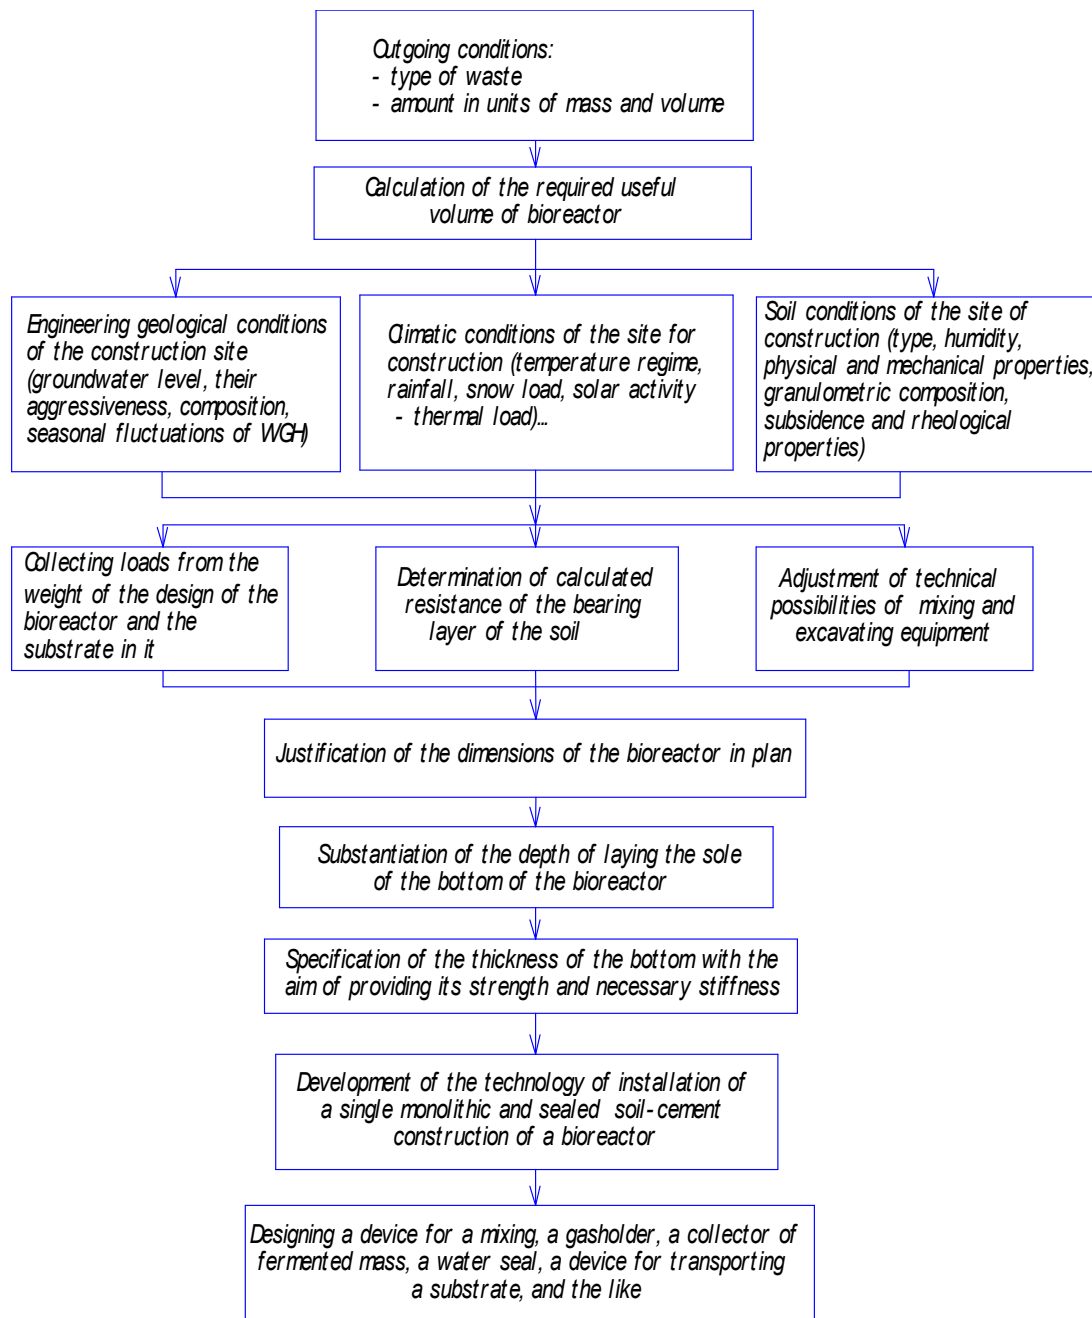 Outgoing conditions:
- type of waste
- amount in units of mass and volume
Calculation of the required useful
volume of bioreactor
Engineering geological conditions
of the construction site
(groundwater level, their
aggressiveness, composition,
seasonal fluctuations of WGH)
Climatic conditions of the site for
construction (temperature regime,
rainfall, snow load, solar activity
- thermal load)...
Soil conditions of the site of
construction (type, humidity,
physical and mechanical properties,
granulometric composition,
subsidence and rheological
properties)
Collecting loads from the
weight of the design of the
bioreactor and the
substrate in it
Determination of calculated
resistance of the bearing
layer of the soil
Adjustment of technical
possibilities of mixing and
excavating equipment
Justification of the dimensions of the bioreactor in plan
Substantiation of the depth of laying the sole
of the bottom of the bioreactor
Specification of the thickness of the bottom with the
aim of providing its strength and necessary stiffness
Development of the technology of installation of
a single monolithic and sealed soil-cement
construction of a bioreactor
Designing a device for a mixing, a gasholder, a collector of
fermented mass, a water seal, a device for transporting
a substrate, and the like